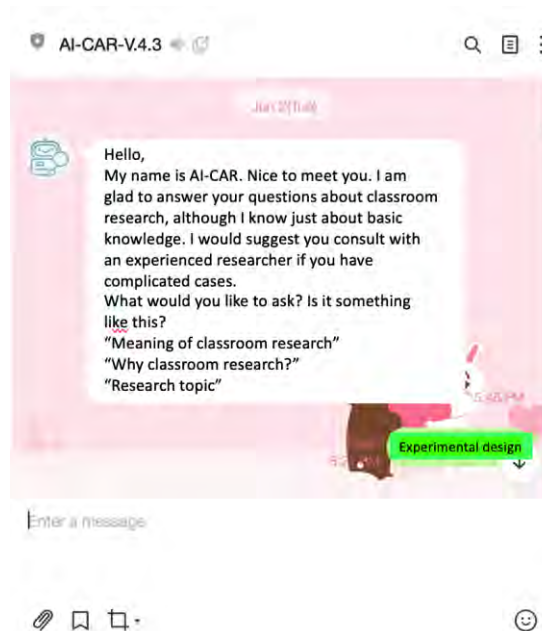 AI-CAR-V.4.3
Jun 2(Tue)
Hello,
My name is AI-CAR. Nice to meet you. I am
glad to answer your questions about classroom
research, although I know just about basic
knowledge. I would suggest you consult with
an experienced researcher if you have
complicated cases.
What would you like to ask? Is it something
like this?
“Meaning of classroom research”
“Why classroom research?”
“Research topic”
Experimental design
Enter a message